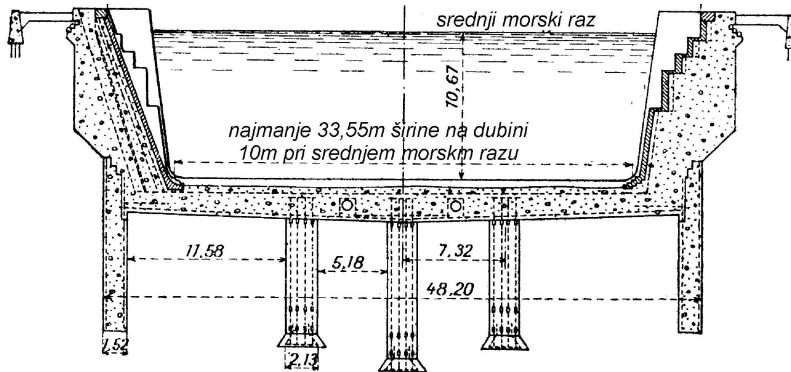 srednji morski raz
10,67
najmanje 33,55m širine na dubini
10m pri srednjem morskm razu
11,58
5,18
7,32
48,20
1,52
2,13